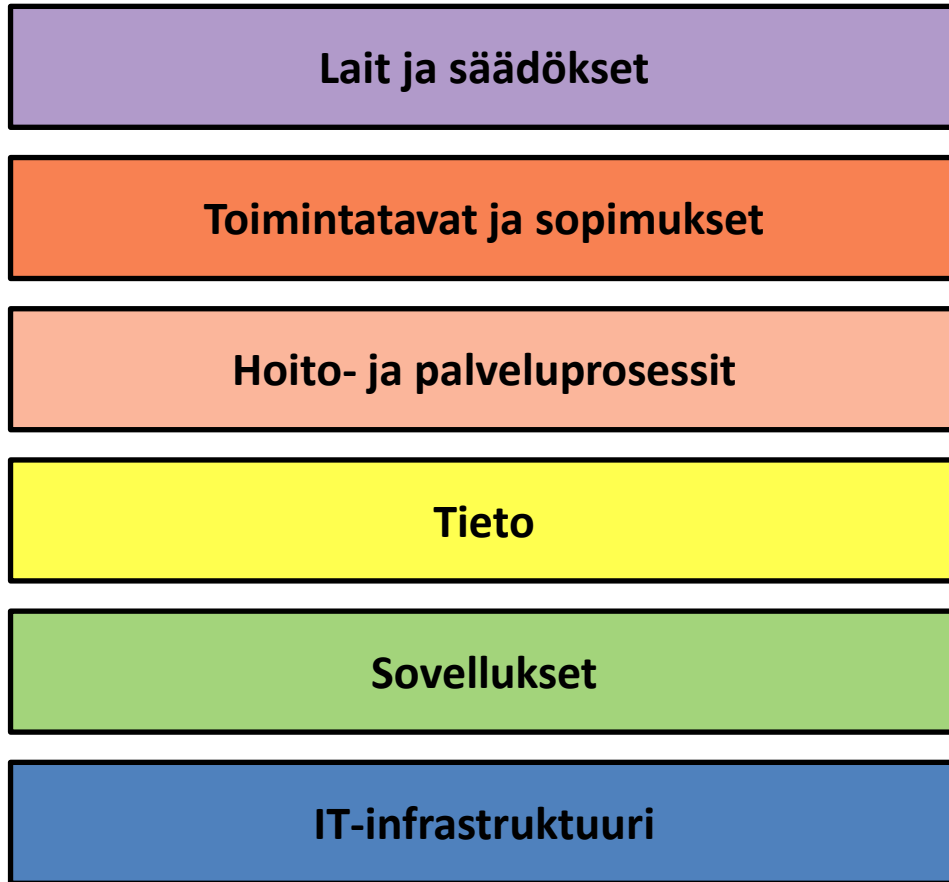 Lait ja säädökset
Toimintatavat ja sopimukset
Hoito- ja palveluprosessit
Tieto
Sovellukset
IT-infrastruktuuri